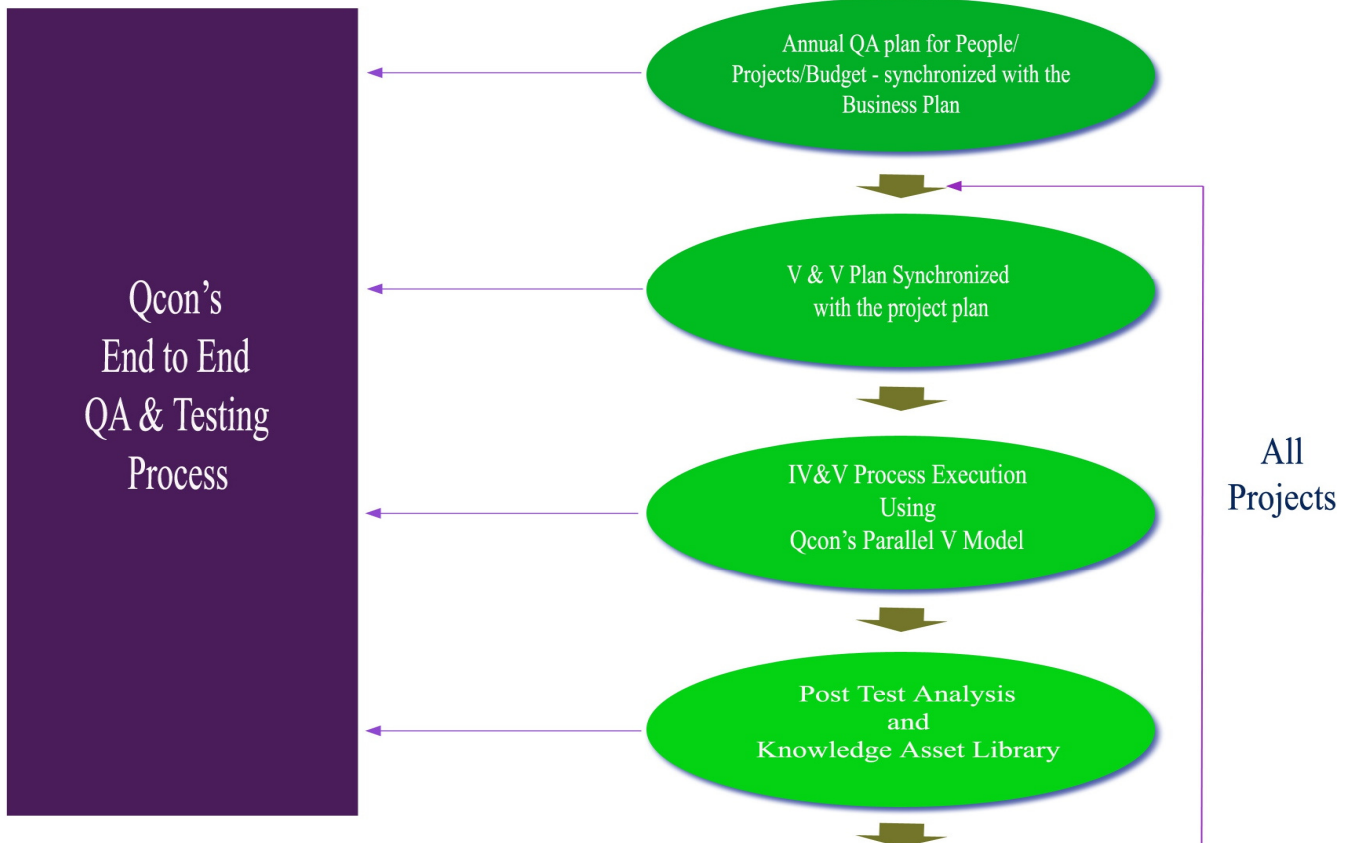 Qcon’s
End to End
QA & Testing
Process
Annual QA plan for People/
Projects/Budget - synchronized with the
Business Plan
V & V Plan Synchronized
with the project plan
IV&V Process Execution
Using
Qcon’s Parallel V Model
Post Test Analysis
and
Knowledge Asset Library
All
Projects